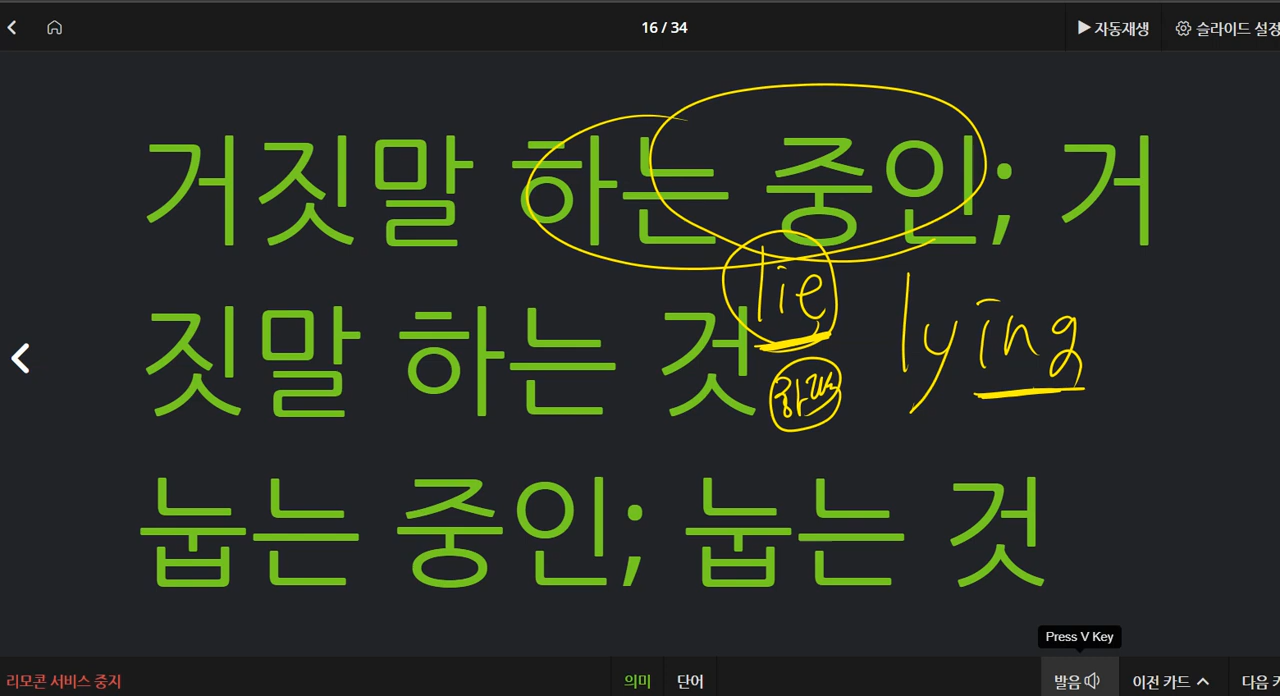 16 / 34
▶ 자동재생
슬라이드 설정
거짓말 하는 중인; 거
짓말 하는 것
lie
lying
눕는 중인; 눕는 것
Press V Key
리모콘 서비스 중지
의미
단어
발음
이전 카드
다음